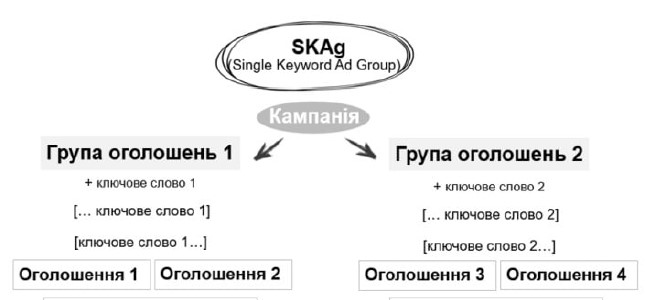 SKAg
(Single Keyword Ad Group)
Кампанія
Група оголошень 1
+ ключове слово 1
[... ключове слово 1]
[ключове слово 1...]
Оголошення 1 Оголошення 2
Група оголошень 2
+ ключове слово 2
[... ключове слово 2]
[ключове слово 2...]
Оголошення 3 Оголошення 4